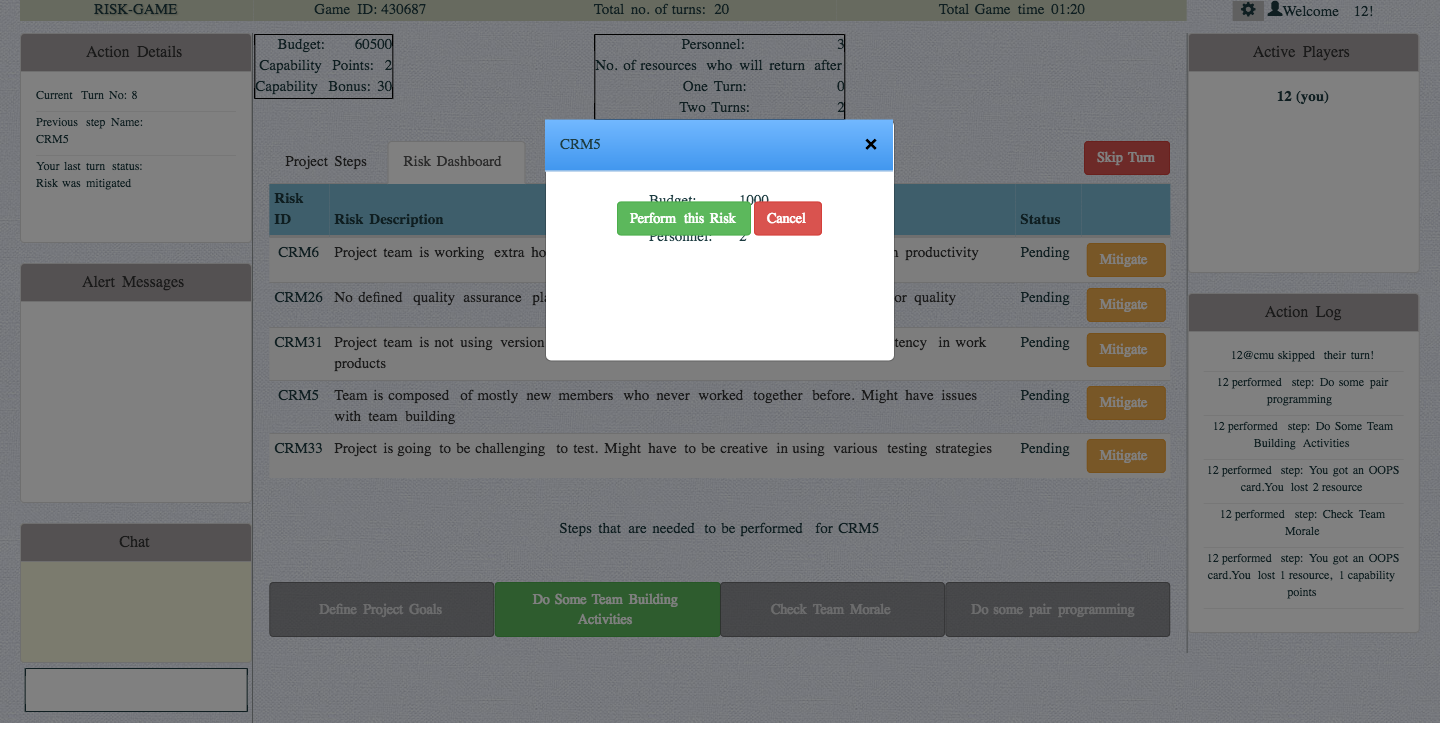 RISK-GAME
Game ID: 430687
Total no. of turns: 20
Total Game time 01:20
Welcome 12!
Action Details
Current Turn No: 8
Previous step Name:
CRM5
Your last turn status:
Risk was mitigated
Alert Messages
Chat
Budget: 60500
Capability Points: 2
Capability Bonus: 30
Personnel: 3
No. of resources who will return after
One Turn: 0
Two Turns: 2
Project Steps
Risk Dashboard
Skip Turn
CRM5
×
Budget: 1000
Perform this Risk
Cancel
Personnel: 2
Risk
ID
Risk Description
Status
CRM6 Project team is working extra ho
productivity
Pending
Mitigate
CRM26 No defined quality assurance pla
or quality
Pending
Mitigate
CRM31 Project team is not using version
tency in work
products
Pending
Mitigate
CRM5 Team is composed of mostly new members who never worked together before. Might have issues
with team building
Pending
Mitigate
CRM33 Project is going to be challenging to test. Might have to be creative in using various testing strategies
Pending
Mitigate
Steps that are needed to be performed for CRM5
Define Project Goals
Do Some Team Building
Activities
Check Team Morale
Do some pair programming
Active Players
12 (you)
Action Log
12@cmu skipped their turn!
12 performed step: Do some pair
programming
12 performed step: Do Some Team
Building Activities
12 performed step: You got an OOPS
card.You lost 2 resource
12 performed step: Check Team
Morale
12 performed step: You got an OOPS
card.You lost 1 resource, 1 capability
points